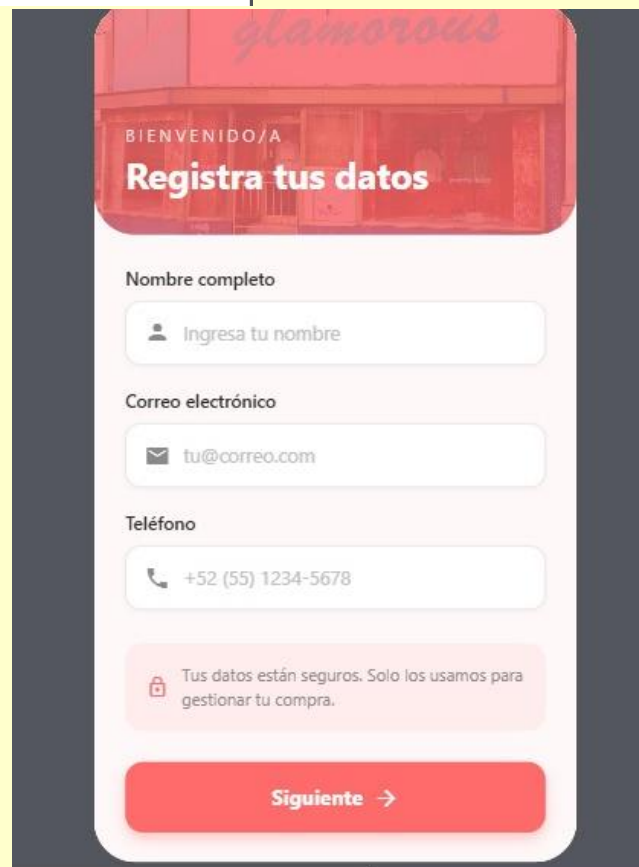 glamorous
BIENVENIDO/A
Registra tus datos
Nombre completo
Ingresa tu nombre
Correo electrónico
tu@correo.com
Teléfono
+52 (55) 1234-5678
Tus datos están seguros. Solo los usamos para
gestionar tu compra.
Siguiente →